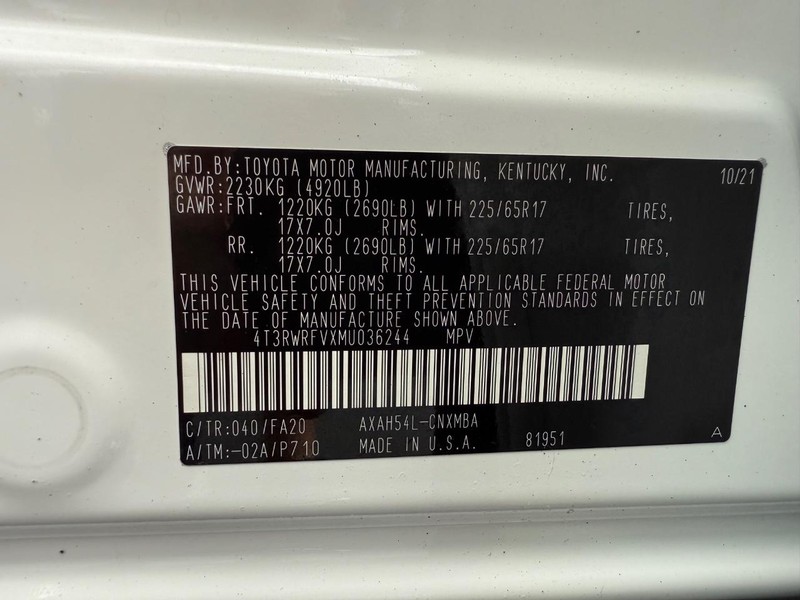 MFD.BY:TOYOTA MOTOR MANUFACTURING, KENTUCKY, INC. 10/21
GVWR:2230KG (4920LB)
GAWR:FRT. 1220KG (2690LB) WITH 225/65R17 TIRES,
17X7.0J RIMS.
RR. 1220KG (2690LB) WITH 225/65R17 TIRES,
17X7.0J RIMS.
THIS VEHICLE CONFORMS TO ALL APPLICABLE FEDERAL MOTOR
VEHICLE SAFETY AND THEFT PREVENTION STANDARDS IN EFFECT ON
THE DATE OF MANUFACTURE SHOWN ABOVE.
4T3RWRFVXMU036244 MPV
C/TR:040/FA20 AXAH54L-CNXMBA
A/TM:-02A/P710 MADE IN U.S.A. 81951 A